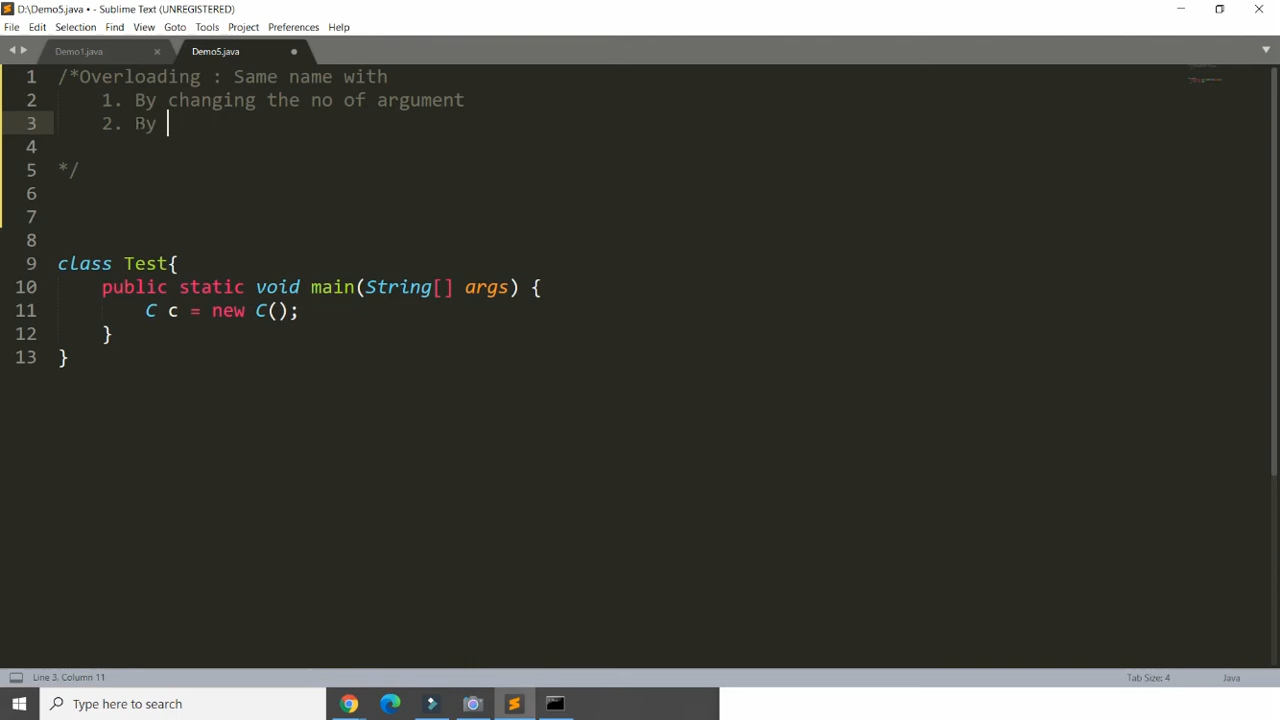 D:\Demo5.java • - Sublime Text (UNREGISTERED)
File Edit Selection Find View Goto Tools Project Preferences Help
Demo1.java × Demo5.java
1 /*Overloading : Same name with
2 1. By changing the no of argument
3 2. By
4
5 */
6
7
8
9 class Test{
10 public static void main(String[] args) {
11 C c = new C();
12 }
13 }
Line 3, Column 11 Tab Size: 4 Java
Type here to search